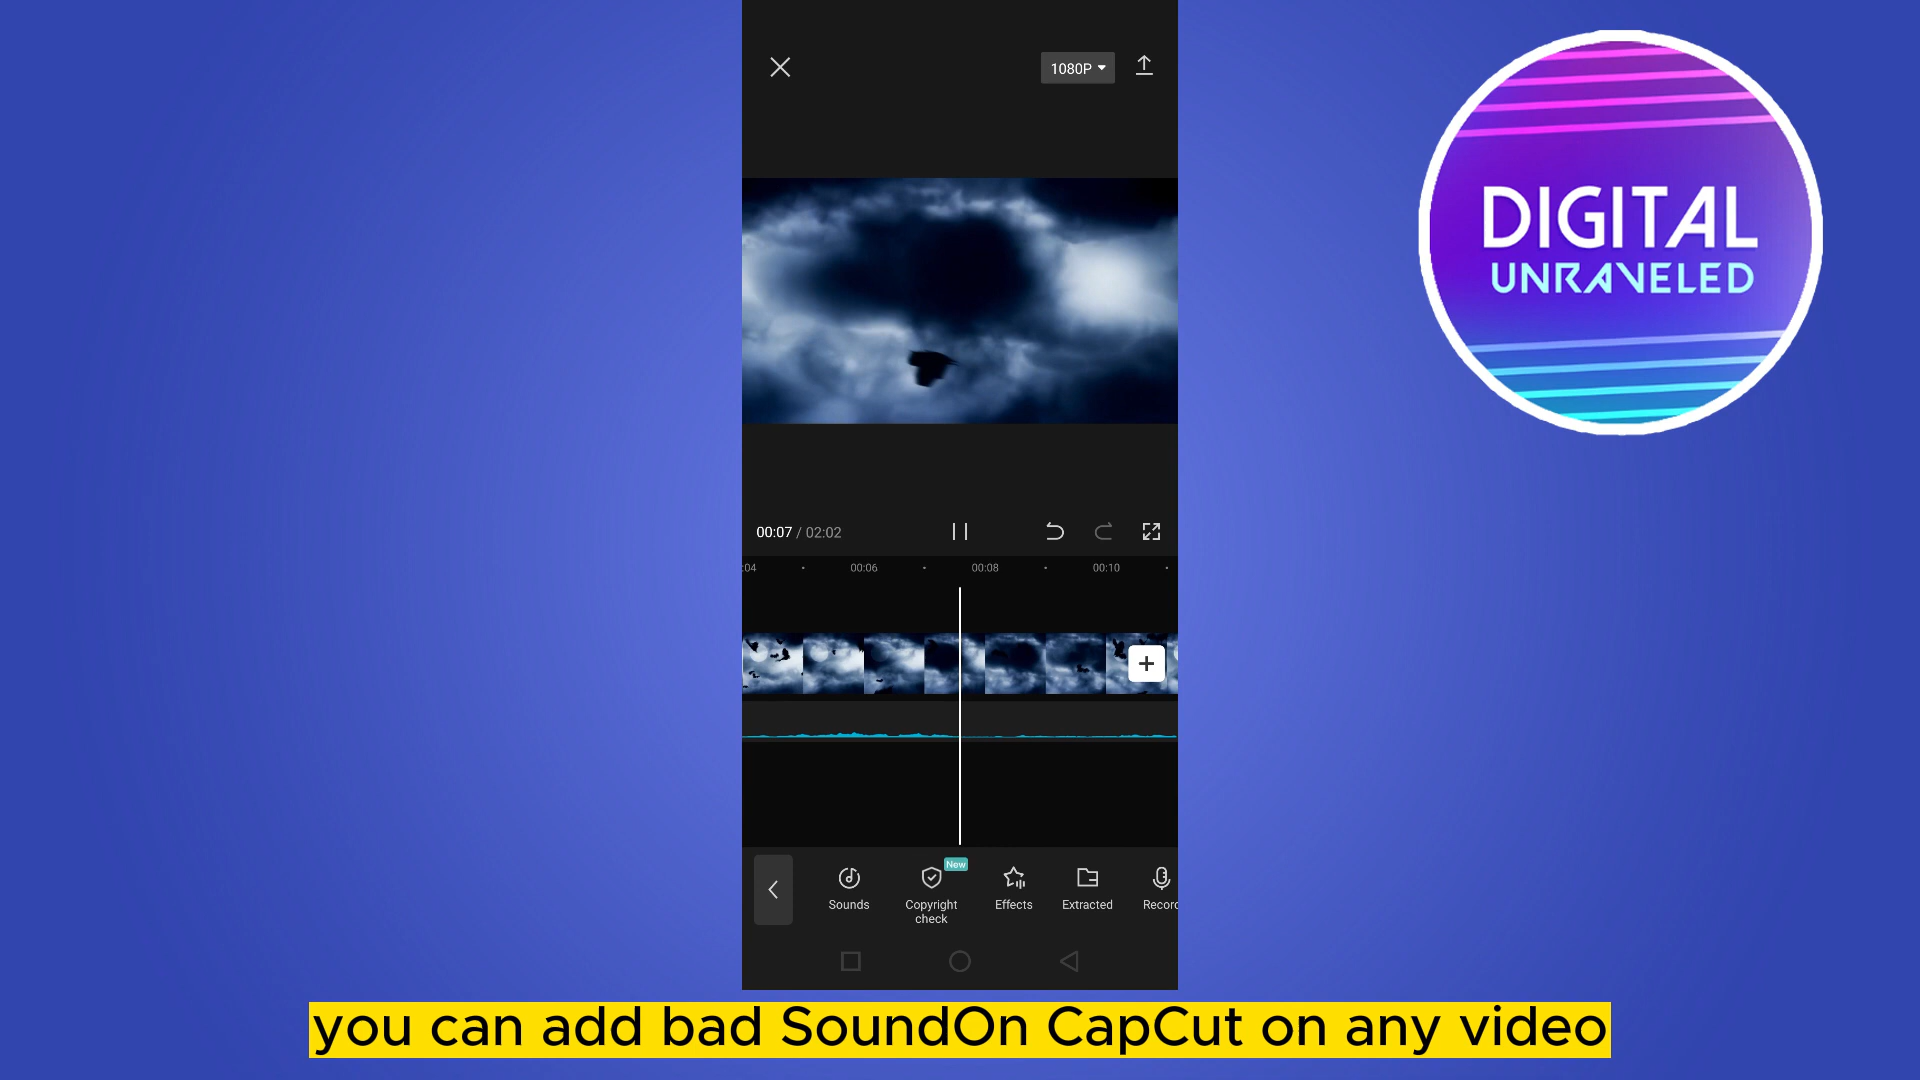 1080P
DIGITAL
UNRAVELED
00:07 / 02:02
:04 00:06 00:08 00:10
New
Sounds
Copyright
check
Effects
Extracted
Recor
you can add bad SoundOn CapCut on any video